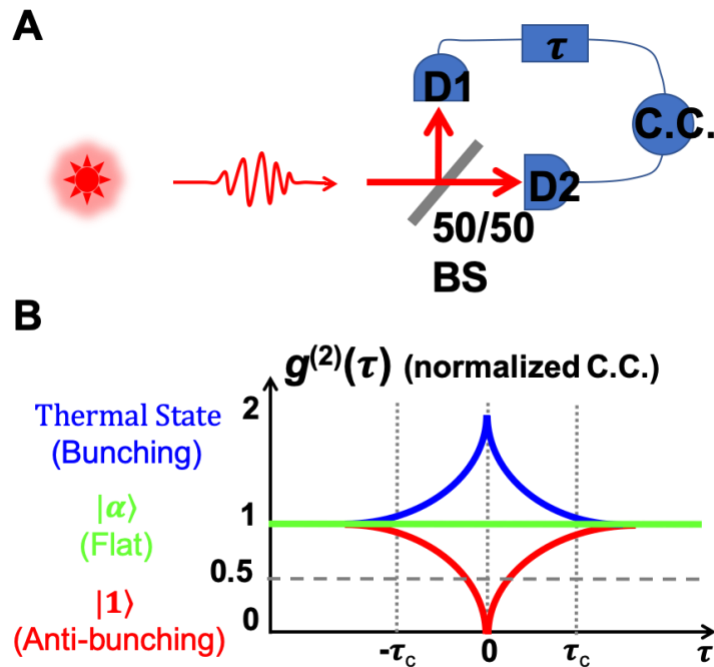 A
D1
τ
C.C.
D2
50/50
BS
B
g⁽²⁾(τ) (normalized C.C.)
Thermal State
(Bunching)
|α⟩
(Flat)
|1⟩
(Anti-bunching)
2
1
0.5
0
-τc
0
τc
τ